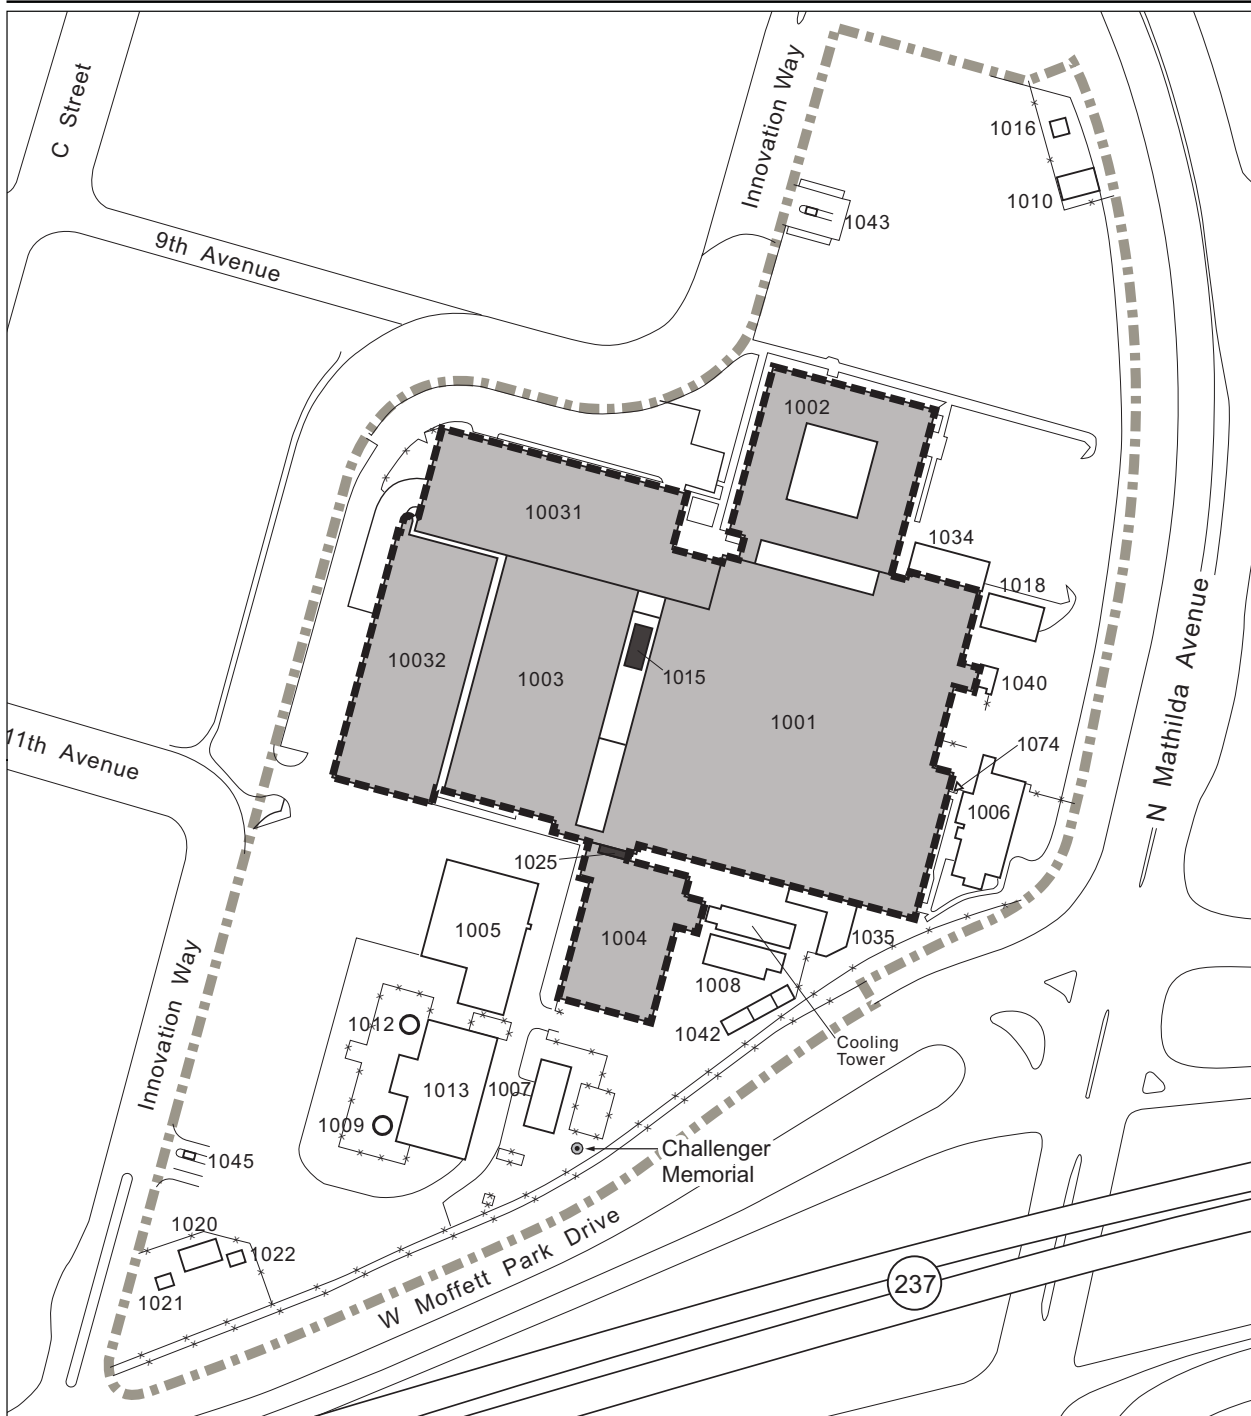 C Street
Innovation Way
1016
1010
1043
9th Avenue
1002
10031
1034
1018
10032
1003
1015
1040
1001
N Mathilda Avenue
11th Avenue
1074
1006
1025
1005
1004
1035
1008
1042
Cooling
Tower
Innovation Way
1012
1013
1007
1009
Challenger
Memorial
1045
1020
1022
1021
W Moffett Park Drive
237